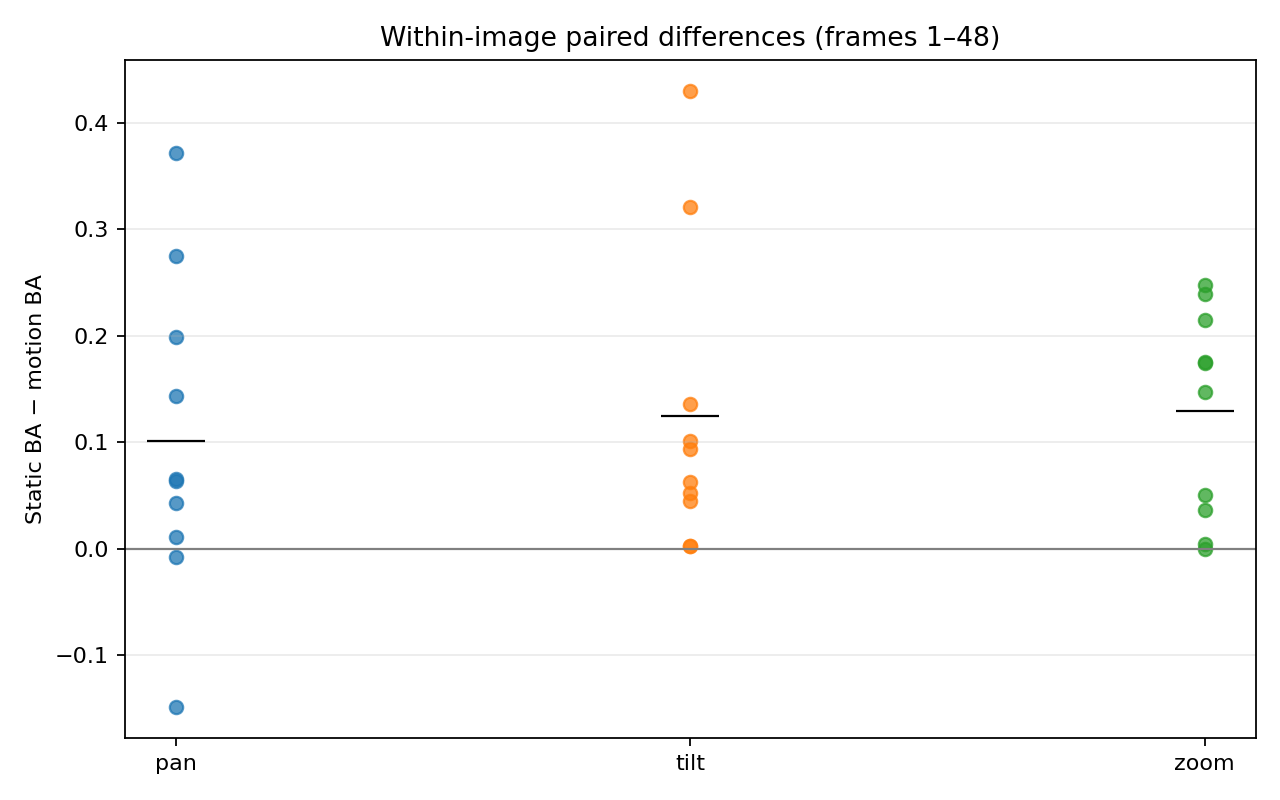 Within-image paired differences (frames 1–48)
Static BA − motion BA
0.4
0.3
0.2
0.1
0.0
−0.1
pan
tilt
zoom